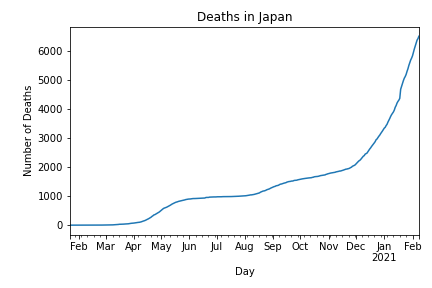 Deaths in Japan
Number of Deaths
6000
5000
4000
3000
2000
1000
0
Feb Mar Apr May Jun Jul Aug Sep Oct Nov Dec Jan Feb
2021
Day